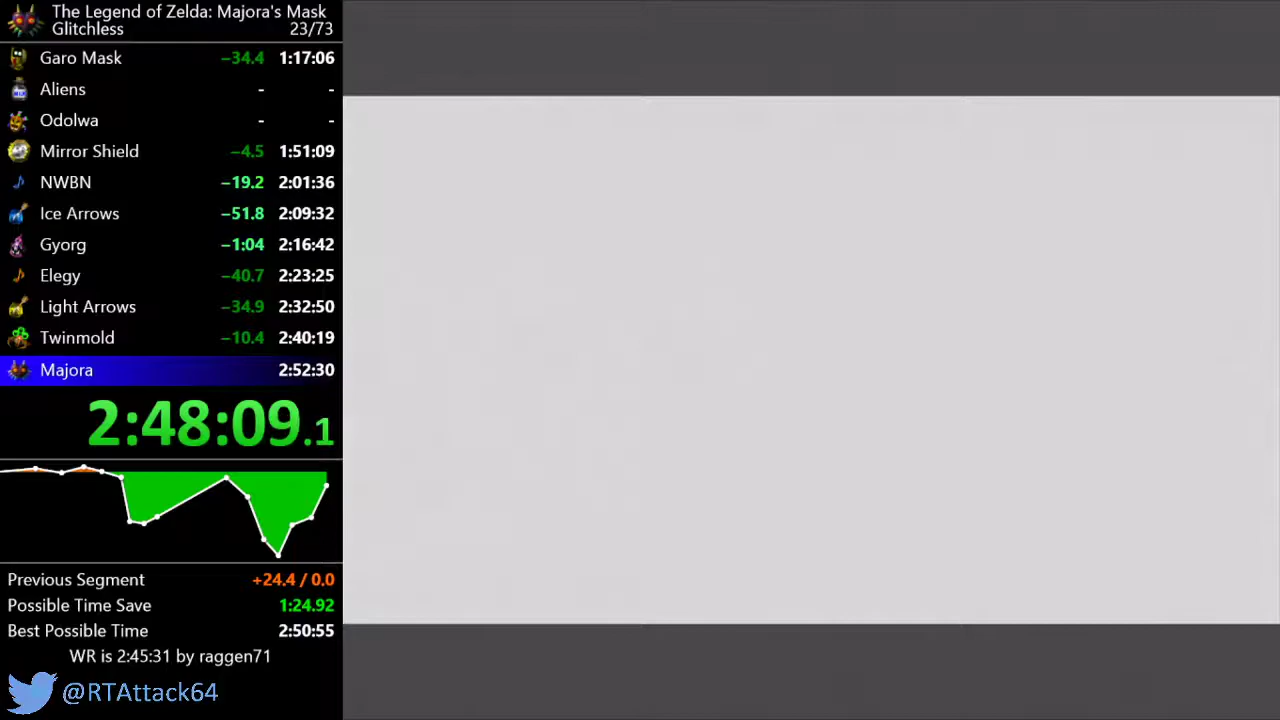 The Legend of Zelda: Majora's Mask
Glitchless 23/73
Garo Mask −34.4 1:17:06
Aliens - -
Odolwa - -
Mirror Shield −4.5 1:51:09
NWBN −19.2 2:01:36
Ice Arrows −51.8 2:09:32
Gyorg −1:04 2:16:42
Elegy −40.7 2:23:25
Light Arrows −34.9 2:32:50
Twinmold −10.4 2:40:19
Majora 2:52:30
2:48:09.1
Previous Segment +24.4 / 0.0
Possible Time Save 1:24.92
Best Possible Time 2:50:55
WR is 2:45:31 by raggen71
@RTAttack64